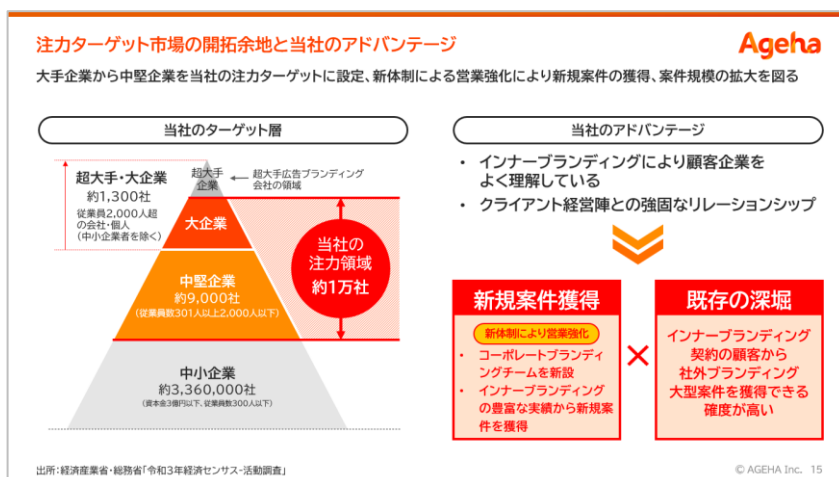 注力ターゲット市場の開拓余地と当社のアドバンテージ
Ageha
大手企業から中堅企業を当社の注力ターゲットに設定、新体制による営業強化により新規案件の獲得、案件規模の拡大を図る
当社のターゲット層
超大手・大企業
約1,300社
従業員2,000人超
の会社・個人
(中小企業者を除く)
超大手
企業
超大手広告ブランディング
会社の領域
大企業
中堅企業
約9,000社
(従業員数301人以上2,000人以下)
当社の
注力領域
約1万社
中小企業
約3,360,000社
(資本金3億円以下、従業員数300人以下)
当社のアドバンテージ
• インナーブランディングにより顧客企業を
よく理解している
• クライアント経営陣との強固なリレーションシップ
新規案件獲得
新体制により営業強化
• コーポレートブランディ
ングチームを新設
• インナーブランディング
の豊富な実績から新規案
件を獲得
×
既存の深堀
インナーブランディング
契約の顧客から
社外ブランディング
大型案件を獲得できる
確度が高い
出所:経済産業省・総務省「令和3年経済センサス-活動調査」
© AGEHA Inc. 15